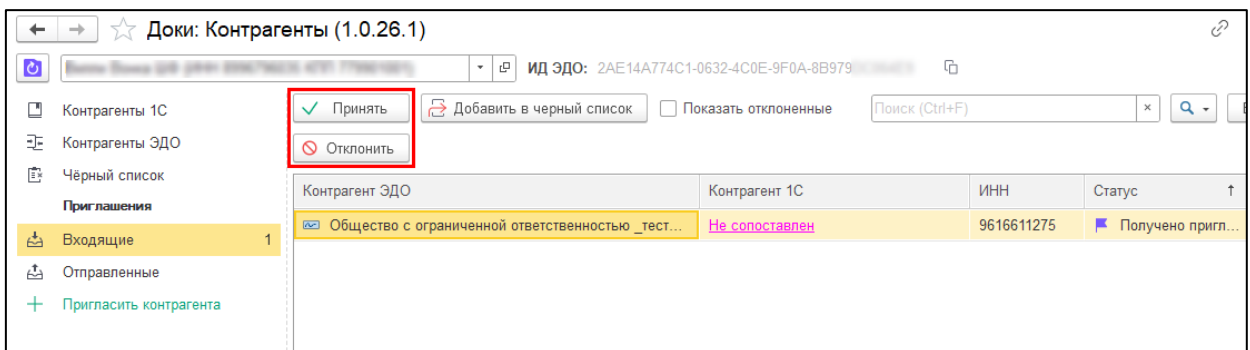 Доки: Контрагенты (1.0.26.1)
ИД ЭДО: 2AE14A774C1-0632-4C0E-9F0A-8B979
Контрагенты 1С
Контрагенты ЭДО
Чёрный список
Приглашения
Входящие 1
Отправленные
Пригласить контрагента
Принять Добавить в черный список Показать отклоненные Поиск (Ctrl+F)
Отклонить
Контрагент ЭДО Контрагент 1С ИНН Статус
Общество с ограниченной ответственностью _тест... Не сопоставлен 9616611275 Получено пригл...